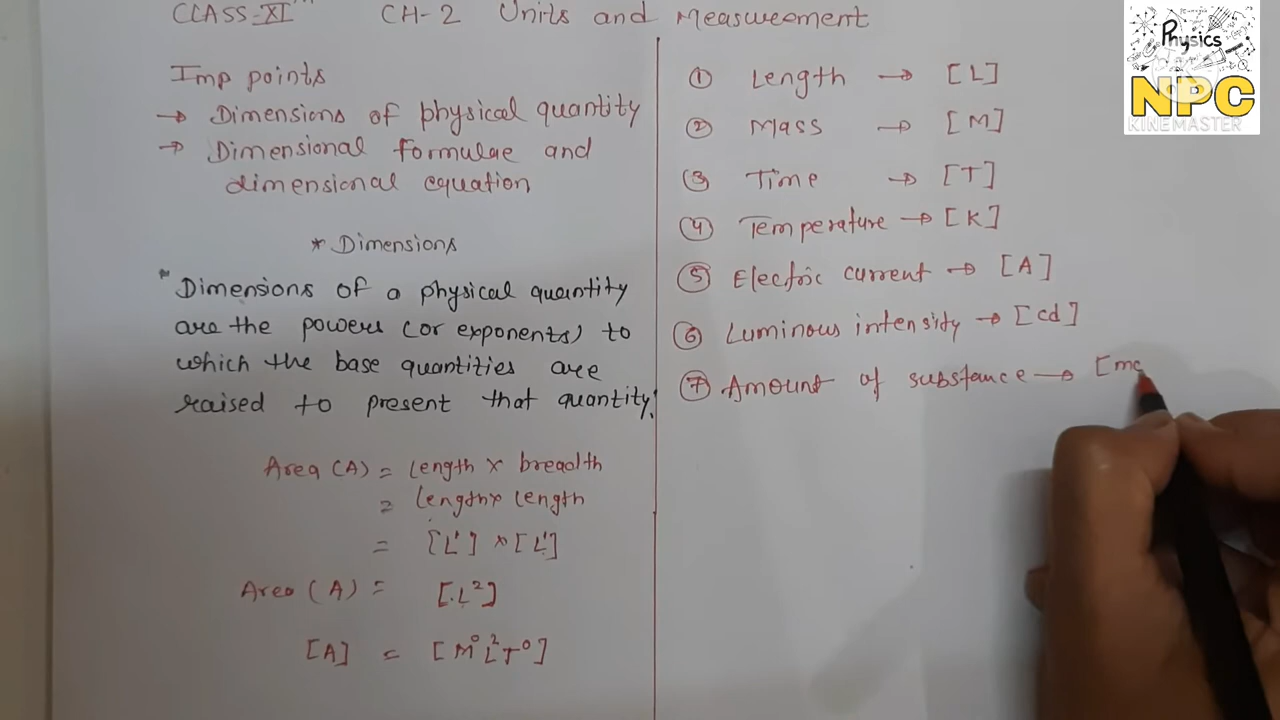 CLASS-XI CH-2 Units and Measurement
Imp points
→ Dimensions of physical quantity
→ Dimensional formulae and
dimensional equation
* Dimensions
"Dimensions of a physical quantity
are the powers (or exponents) to
which the base quantities are
raised to present that quantity."
Area (A) = length × breadth
= length × length
= [L¹] × [L¹]
Area (A) = [L²]
[A] = [M⁰L²T⁰]
① Length → [L]
② Mass → [M]
③ Time → [T]
④ Temperature → [K]
⑤ Electric current → [A]
⑥ Luminous intensity → [cd]
⑦ Amount of substance → [mo
Physics
NPC
KINEMASTER